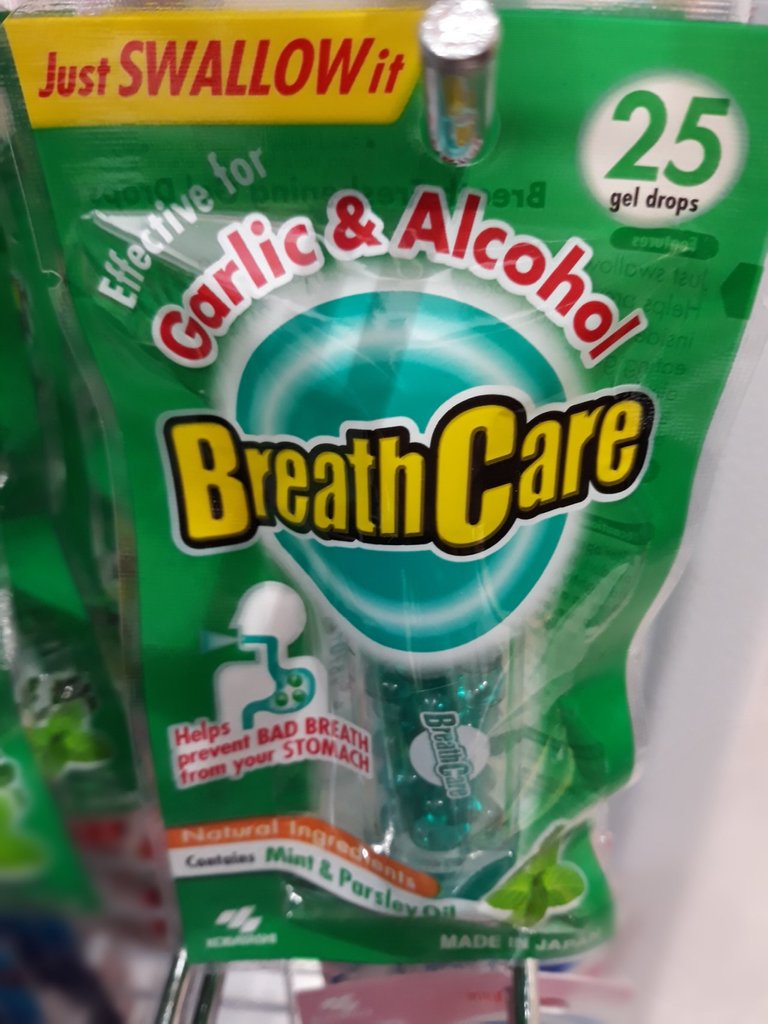 Just SWALLOW it
25
gel drops
Effective for
Garlic & Alcohol
BreathCare
Helps
prevent BAD BREATH
from your STOMACH
BreathCare
Natural Ingredients
Contains Mint & Parsley Oil
KOBAYASHI
MADE IN JAPAN